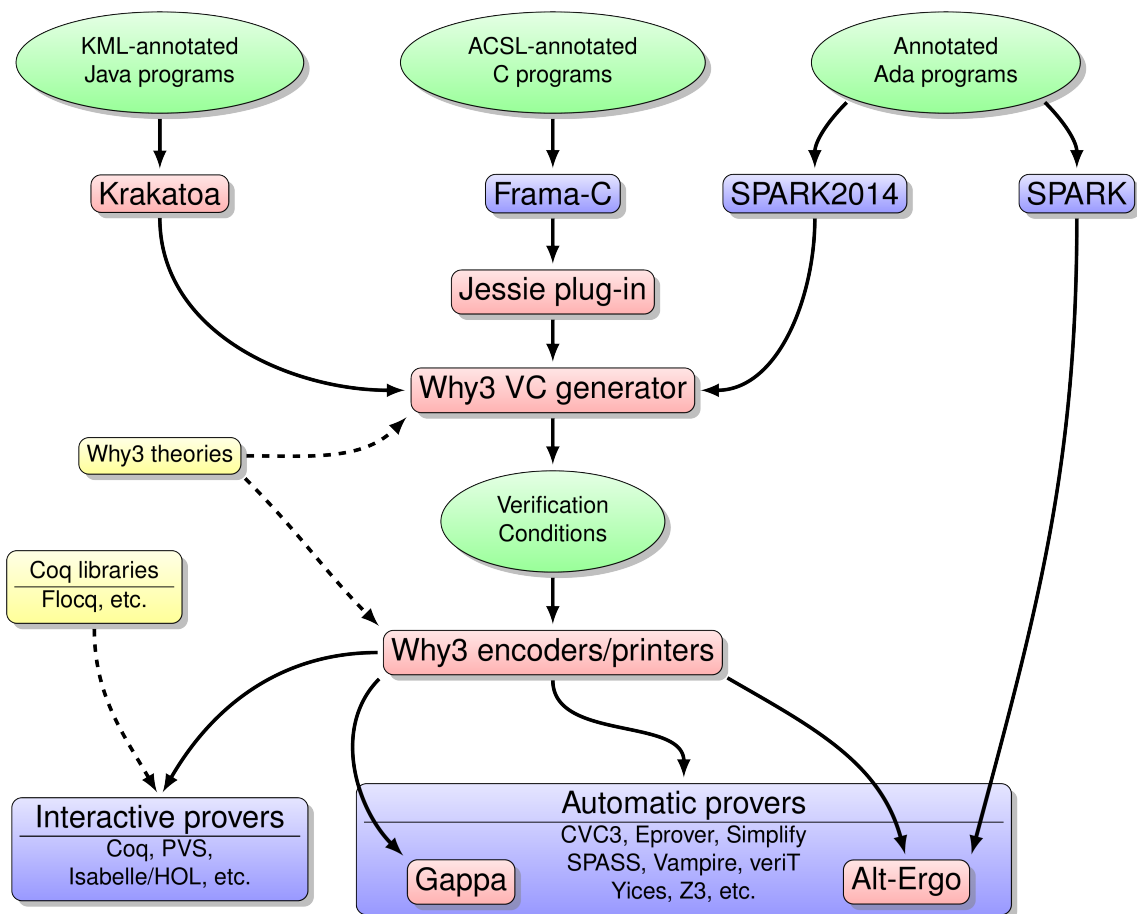 KML-annotated
Java programs
ACSL-annotated
C programs
Annotated
Ada programs
Krakatoa
Frama-C
SPARK2014
SPARK
Jessie plug-in
Why3 VC generator
Why3 theories
Verification
Conditions
Coq libraries
Flocq, etc.
Why3 encoders/printers
Interactive provers
Coq, PVS,
Isabelle/HOL, etc.
Automatic provers
CVC3, Eprover, Simplify
SPASS, Vampire, veriT
Yices, Z3, etc.
Gappa
Alt-Ergo